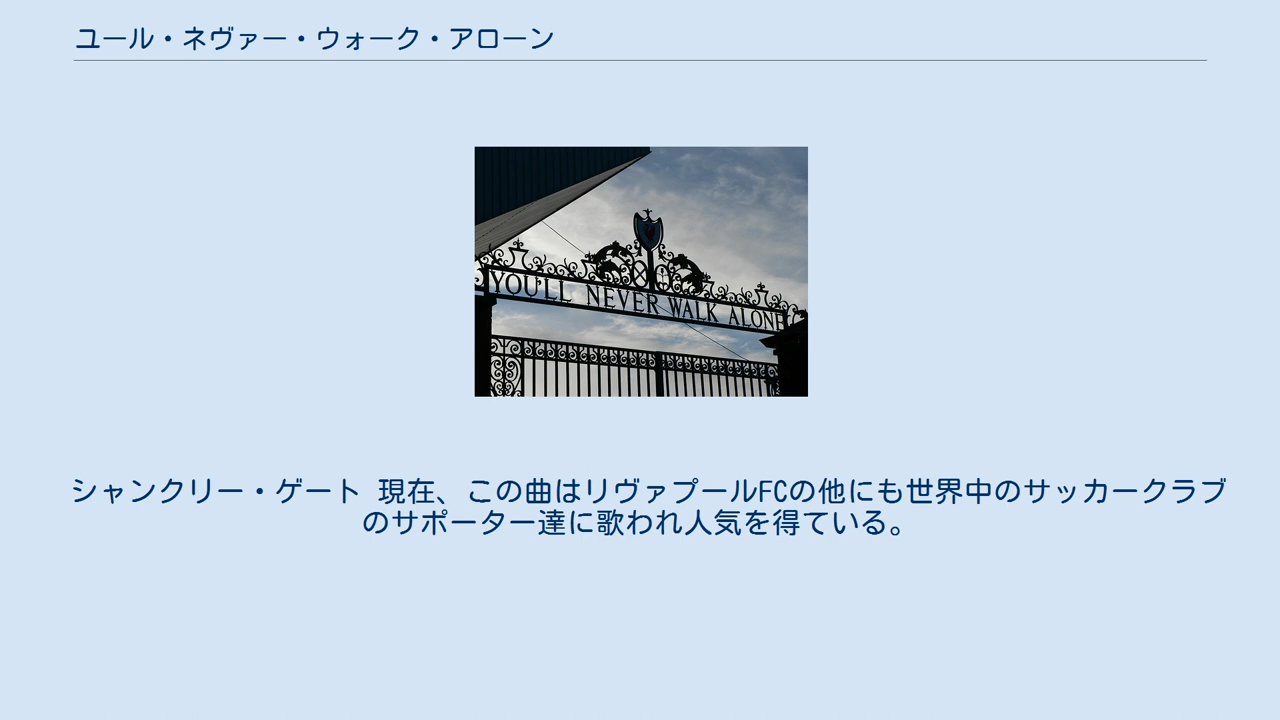 ユール・ネヴァー・ウォーク・アローン
YOU'LL NEVER WALK ALONE
シャンクリー・ゲート 現在、この曲はリヴァプールFCの他にも世界中のサッカークラブ
のサポーター達に歌われ人気を得ている。